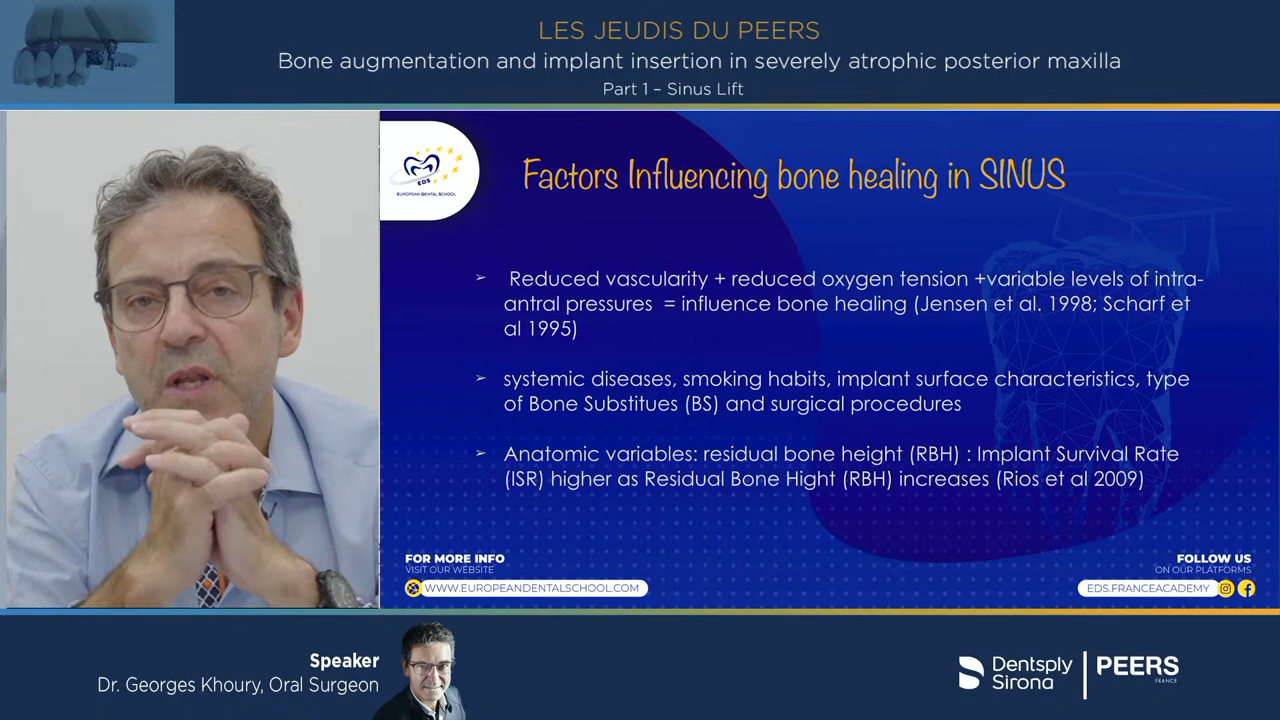 LES JEUDIS DU PEERS
Bone augmentation and implant insertion in severely atrophic posterior maxilla
Part 1 – Sinus Lift
EDS
EUROPEAN DENTAL SCHOOL
Factors Influencing bone healing in SINUS
➢ Reduced vascularity + reduced oxygen tension +variable levels of intra-
antral pressures = influence bone healing (Jensen et al. 1998; Scharf et
al 1995)
➢ systemic diseases, smoking habits, implant surface characteristics, type
of Bone Substitues (BS) and surgical procedures
➢ Anatomic variables: residual bone height (RBH) : Implant Survival Rate
(ISR) higher as Residual Bone Hight (RBH) increases (Rios et al 2009)
FOR MORE INFO
VISIT OUR WEBSITE
WWW.EUROPEANDENTALSCHOOL.COM
FOLLOW US
ON OUR PLATFORMS
EDS.FRANCEACADEMY
Speaker
Dr. Georges Khoury, Oral Surgeon
Dentsply
Sirona
PEERS
FRANCE